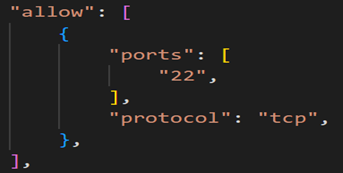 "allow": [
{
"ports": [
"22",
],
"protocol": "tcp",
},
],